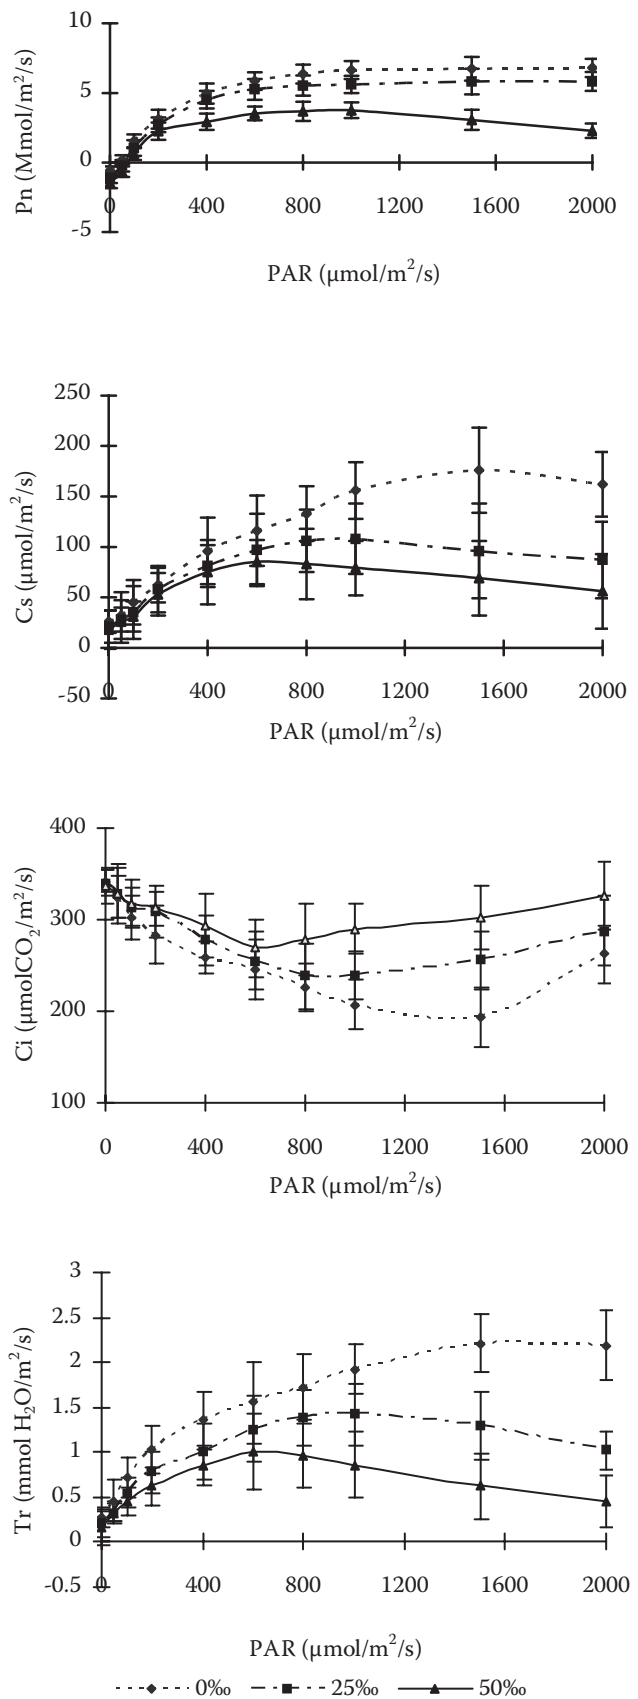 10
5
0
-5
Pn (Mmol/m²/s)
0 400 800 1200 1600 2000
PAR (µmol/m²/s)
250
200
150
100
50
0
-50
Cs (µmol/m²/s)
0 400 800 1200 1600 2000
PAR (µmol/m²/s)
400
300
200
100
Ci (µmolCO₂/m²/s)
0 400 800 1200 1600 2000
PAR (µmol/m²/s)
3
2.5
2
1.5
1
0.5
0
-0.5
Tr (mmol H₂O/m²/s)
0 400 800 1200 1600 2000
PAR (µmol/m²/s)
0‰ 25‰ 50‰